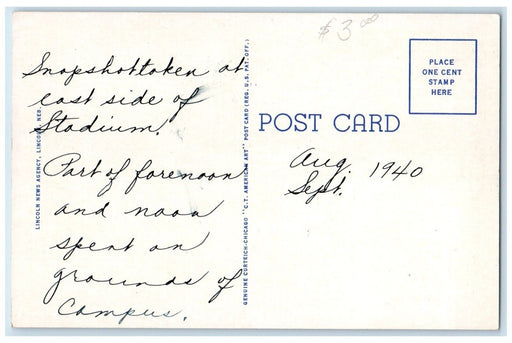 $3.00
Snapshot taken at
east side of
Stadium.
Part of forenoon
and noon
spent on
grounds of
Campus.
LINCOLN NEWS AGENCY, LINCOLN, NEB.
GENUINE CURTEICH-CHICAGO "C.T. AMERICAN ART" POST CARD (REG. U.S. PAT. OFF.)
PLACE
ONE CENT
STAMP
HERE
POST CARD
Aug. 1940
Sept.